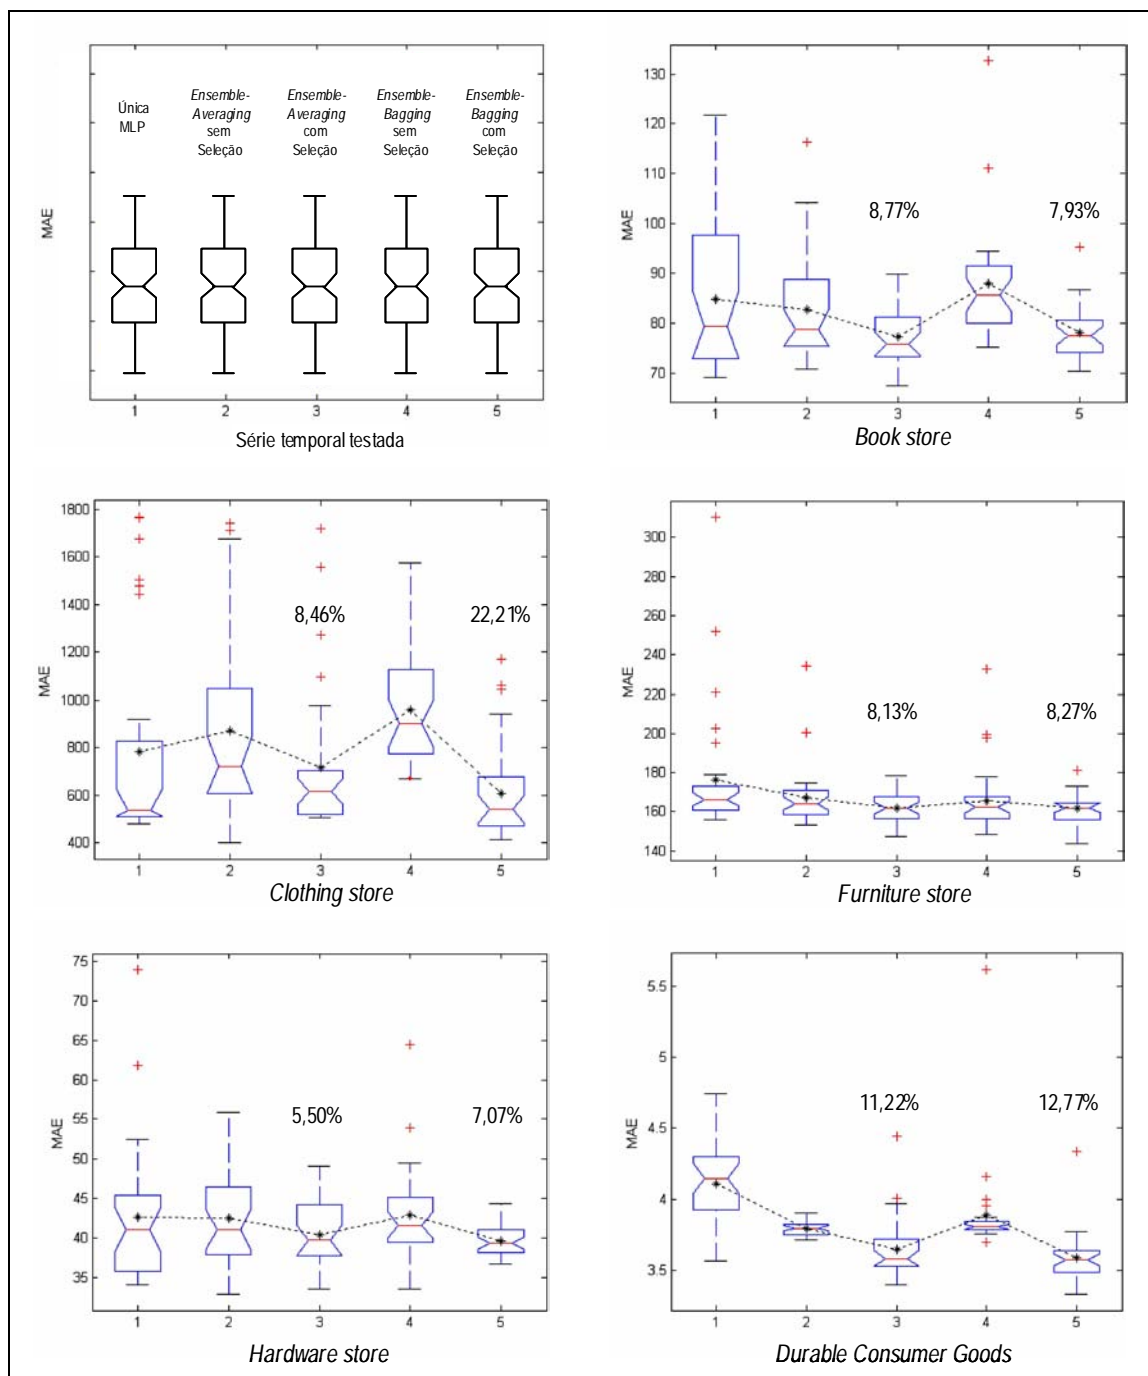 MAE
Única
MLP
Ensemble-
Averaging
sem
Seleção
Ensemble-
Averaging
com
Seleção
Ensemble-
Bagging
sem
Seleção
Ensemble-
Bagging
com
Seleção
1 2 3 4 5
Série temporal testada
MAE
130
120
110
100
90
80
70
8,77%
7,93%
1 2 3 4 5
Book store
MAE
1800
1600
1400
1200
1000
800
600
400
8,46%
22,21%
1 2 3 4 5
Clothing store
MAE
300
280
260
240
220
200
180
160
140
8,13%
8,27%
1 2 3 4 5
Furniture store
MAE
75
70
65
60
55
50
45
40
35
5,50%
7,07%
1 2 3 4 5
Hardware store
MAE
5.5
5
4.5
4
3.5
11,22%
12,77%
1 2 3 4 5
Durable Consumer Goods